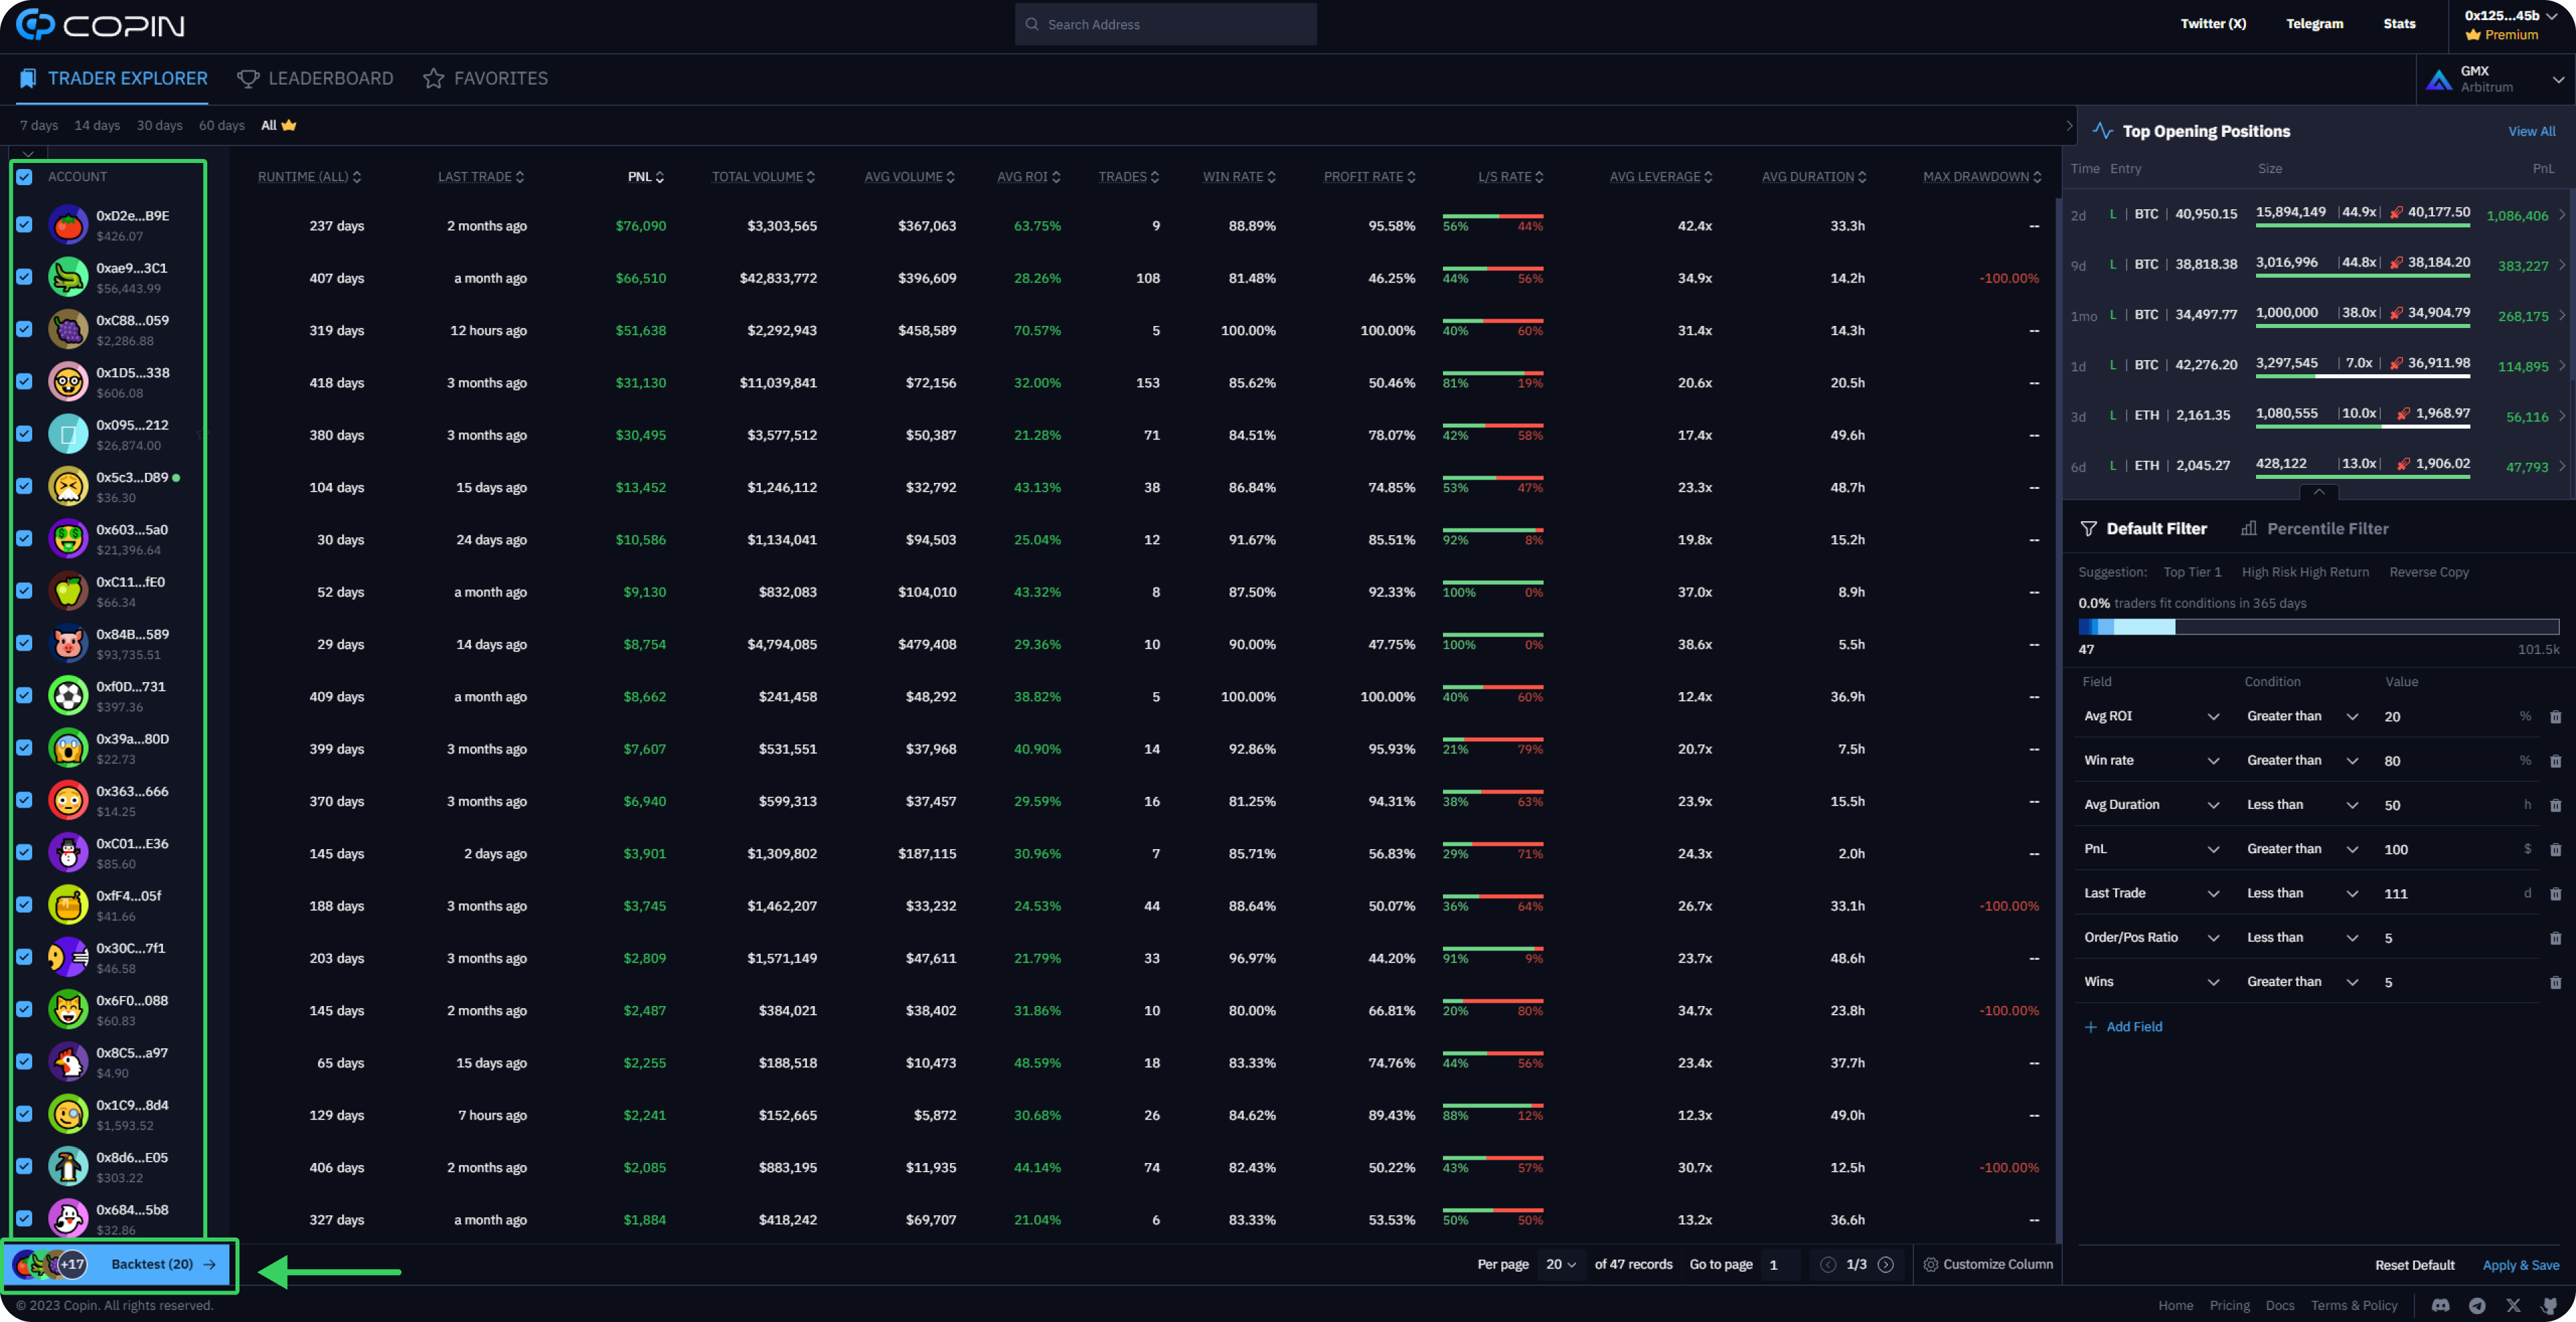 COPIN
Search Address
Twitter (X) Telegram Stats
0x125...45b
Premium
TRADER EXPLORER LEADERBOARD FAVORITES
GMX
Arbitrum
7 days 14 days 30 days 60 days All
ACCOUNT RUNTIME (ALL) LAST TRADE PNL TOTAL VOLUME AVG VOLUME AVG ROI TRADES WIN RATE PROFIT RATE L/S RATE AVG LEVERAGE AVG DURATION MAX DRAWDOWN
0xD2e...B9E $426.07 237 days 2 months ago $76,090 $3,303,565 $367,063 63.75% 9 88.89% 95.58% 56% 44% 42.4x 33.3h --
0xae9...3C1 $56,443.99 407 days a month ago $66,510 $42,833,772 $396,609 28.26% 108 81.48% 46.25% 44% 56% 34.9x 14.2h -100.00%
0xC88...059 $2,286.88 319 days 12 hours ago $51,638 $2,292,943 $458,589 70.57% 5 100.00% 100.00% 40% 60% 31.4x 14.3h --
0x1D5...338 $606.08 418 days 3 months ago $31,130 $11,039,841 $72,156 32.00% 153 85.62% 50.46% 81% 19% 20.6x 20.5h --
0x095...212 $26,874.00 380 days 3 months ago $30,495 $3,577,512 $50,387 21.28% 71 84.51% 78.07% 42% 58% 17.4x 49.6h --
0x5c3...D89 $36.30 104 days 15 days ago $13,452 $1,246,112 $32,792 43.13% 38 86.84% 74.85% 53% 47% 23.3x 48.7h --
0x603...5a0 $21,396.64 30 days 24 days ago $10,586 $1,134,041 $94,503 25.04% 12 91.67% 85.51% 92% 8% 19.8x 15.2h --
0xC11...fE0 $66.34 52 days a month ago $9,130 $832,083 $104,010 43.32% 8 87.50% 92.33% 100% 0% 37.0x 8.9h --
0x84B...589 $93,735.51 29 days 14 days ago $8,754 $4,794,085 $479,408 29.36% 10 90.00% 47.75% 100% 0% 38.6x 5.5h --
0xf0D...731 $397.36 409 days a month ago $8,662 $241,458 $48,292 38.82% 5 100.00% 100.00% 40% 60% 12.4x 36.9h --
0x39a...80D $22.73 399 days 3 months ago $7,607 $531,551 $37,968 40.90% 14 92.86% 95.93% 21% 79% 20.7x 7.5h --
0x363...666 $14.25 370 days 3 months ago $6,940 $599,313 $37,457 29.59% 16 81.25% 94.31% 38% 63% 23.9x 15.5h --
0xC01...E36 $85.60 145 days 2 days ago $3,901 $1,309,802 $187,115 30.96% 7 85.71% 56.83% 29% 71% 24.3x 2.0h --
0xfF4...05f $41.66 188 days 3 months ago $3,745 $1,462,207 $33,232 24.53% 44 88.64% 50.07% 36% 64% 26.7x 33.1h -100.00%
0x30C...7f1 $46.58 203 days 3 months ago $2,809 $1,571,149 $47,611 21.79% 33 96.97% 44.20% 91% 9% 23.7x 48.6h --
0x6F0...088 $60.83 145 days 2 months ago $2,487 $384,021 $38,402 31.86% 10 80.00% 66.81% 20% 80% 34.7x 23.8h -100.00%
0x8C5...a97 $4.90 65 days 15 days ago $2,255 $188,518 $10,473 48.59% 18 83.33% 74.76% 44% 56% 23.4x 37.7h --
0x1C9...8d4 $1,593.52 129 days 7 hours ago $2,241 $152,665 $5,872 30.68% 26 84.62% 89.43% 88% 12% 12.3x 49.0h --
0x8d6...E05 $303.22 406 days 2 months ago $2,085 $883,195 $11,935 44.14% 74 82.43% 50.22% 43% 57% 30.7x 12.5h -100.00%
0x684...5b8 $32.86 327 days a month ago $1,884 $418,242 $69,707 21.04% 6 83.33% 53.53% 50% 50% 13.2x 36.6h --
+17 Backtest (20) →
Per page 20 of 47 records Go to page 1 1/3 Customize Column
Top Opening Positions View All
Time Entry Size PnL
2d L | BTC | 40,950.15 15,894,149 |44.9x| 40,177.50 1,086,406
9d L | BTC | 38,818.38 3,016,996 |44.8x| 38,184.20 383,227
1mo L | BTC | 34,497.77 1,000,000 |38.0x| 34,904.79 268,175
1d L | BTC | 42,276.20 3,297,545 | 7.0x| 36,911.98 114,895
3d L | ETH | 2,161.35 1,080,555 |10.0x| 1,968.97 56,116
6d L | ETH | 2,045.27 428,122 |13.0x| 1,906.02 47,793
Default Filter Percentile Filter
Suggestion: Top Tier 1 High Risk High Return Reverse Copy
0.0% traders fit conditions in 365 days
47 101.5k
Field Condition Value
Avg ROI Greater than 20 %
Win rate Greater than 80 %
Avg Duration Less than 50 h
PnL Greater than 100 $
Last Trade Less than 111 d
Order/Pos Ratio Less than 5
Wins Greater than 5
+ Add Field
Reset Default Apply & Save
© 2023 Copin. All rights reserved.
Home Pricing Docs Terms & Policy